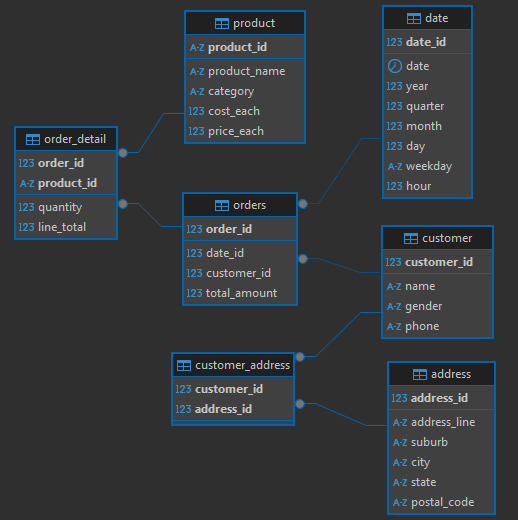 product
A-Z product_id
A-Z product_name
A-Z category
123 cost_each
123 price_each
date
123 date_id
date
123 year
123 quarter
123 month
123 day
A-Z weekday
123 hour
order_detail
123 order_id
A-Z product_id
123 quantity
123 line_total
orders
123 order_id
123 date_id
123 customer_id
123 total_amount
customer
123 customer_id
A-Z name
A-Z gender
A-Z phone
customer_address
123 customer_id
123 address_id
address
123 address_id
A-Z address_line
A-Z suburb
A-Z city
A-Z state
A-Z postal_code